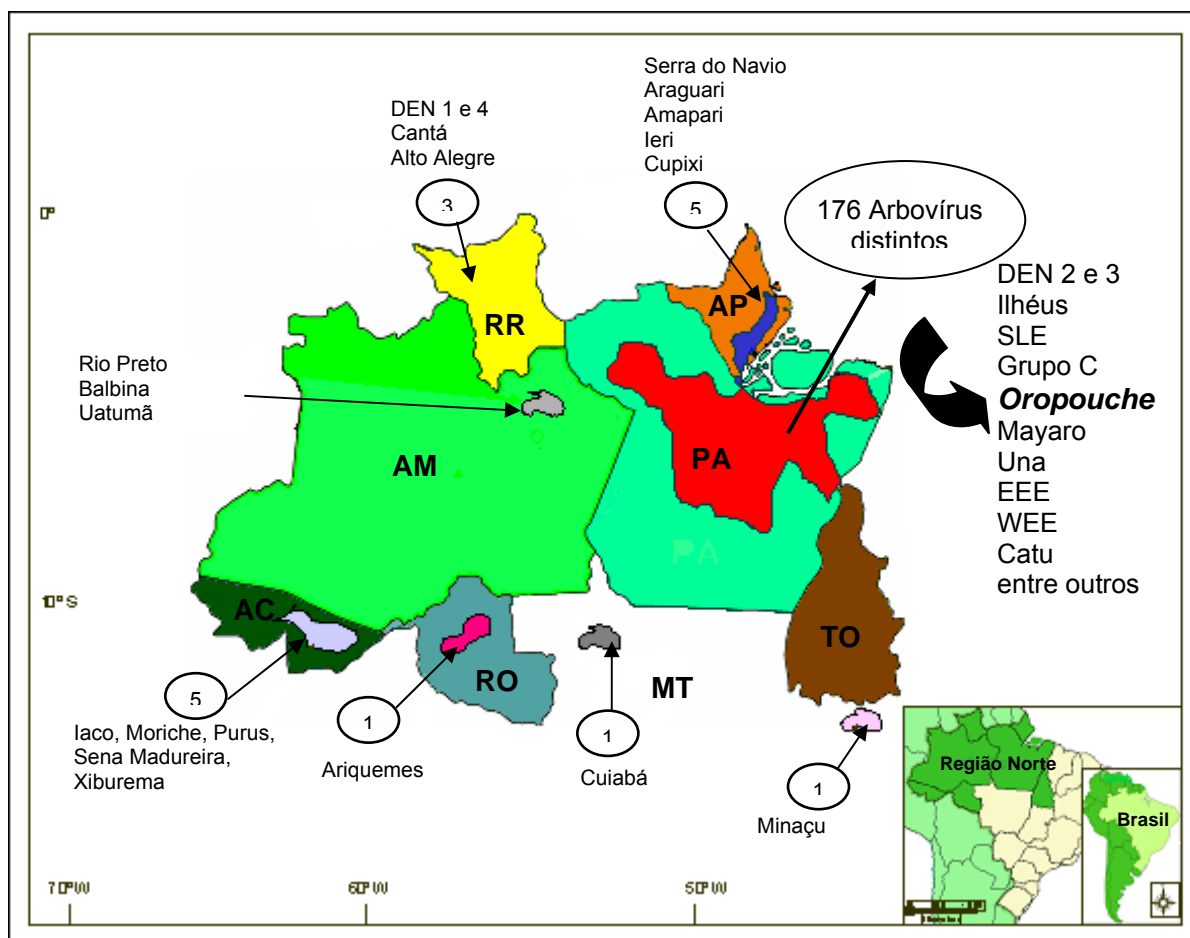 Serra do Navio
Araguari
Amapari
Ieri
Cupixi
DEN 1 e 4
Cantá
Alto Alegre
3
5
176 Arbovírus
distintos
0°
DEN 2 e 3
Ilhéus
SLE
Grupo C
Oropouche
Mayaro
Una
EEE
WEE
Catu
entre outros
AP
RR
Rio Preto
Balbina
Uatumã
AM
PA
PA
10° S
AC
RO
MT
TO
5
Iaco, Moriche, Purus,
Sena Madureira,
Xiburema
1
Ariquemes
1
Cuiabá
1
Minaçu
Região Norte
Brasil
70°W
60°W
50°W